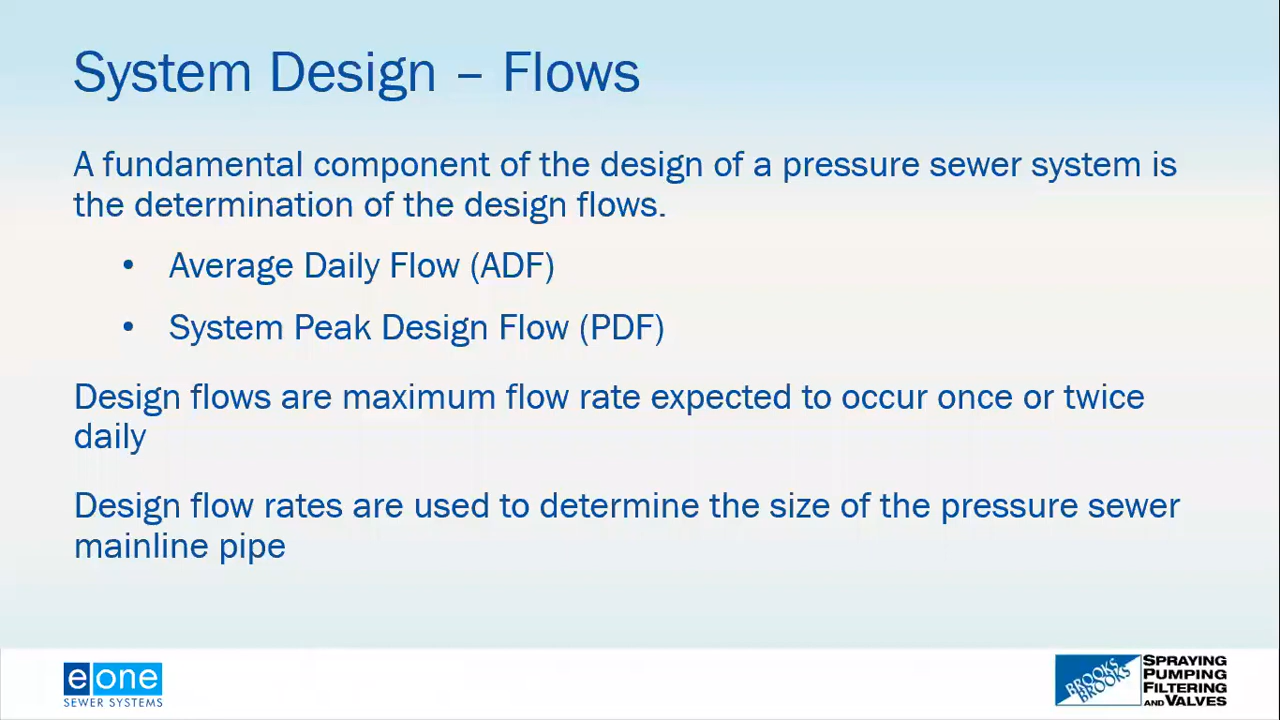 System Design – Flows
A fundamental component of the design of a pressure sewer system is
the determination of the design flows.
• Average Daily Flow (ADF)
• System Peak Design Flow (PDF)
Design flows are maximum flow rate expected to occur once or twice
daily
Design flow rates are used to determine the size of the pressure sewer
mainline pipe
e one
SEWER SYSTEMS
BROOKS
BROOKS
SPRAYING
PUMPING
FILTERING
AND VALVES